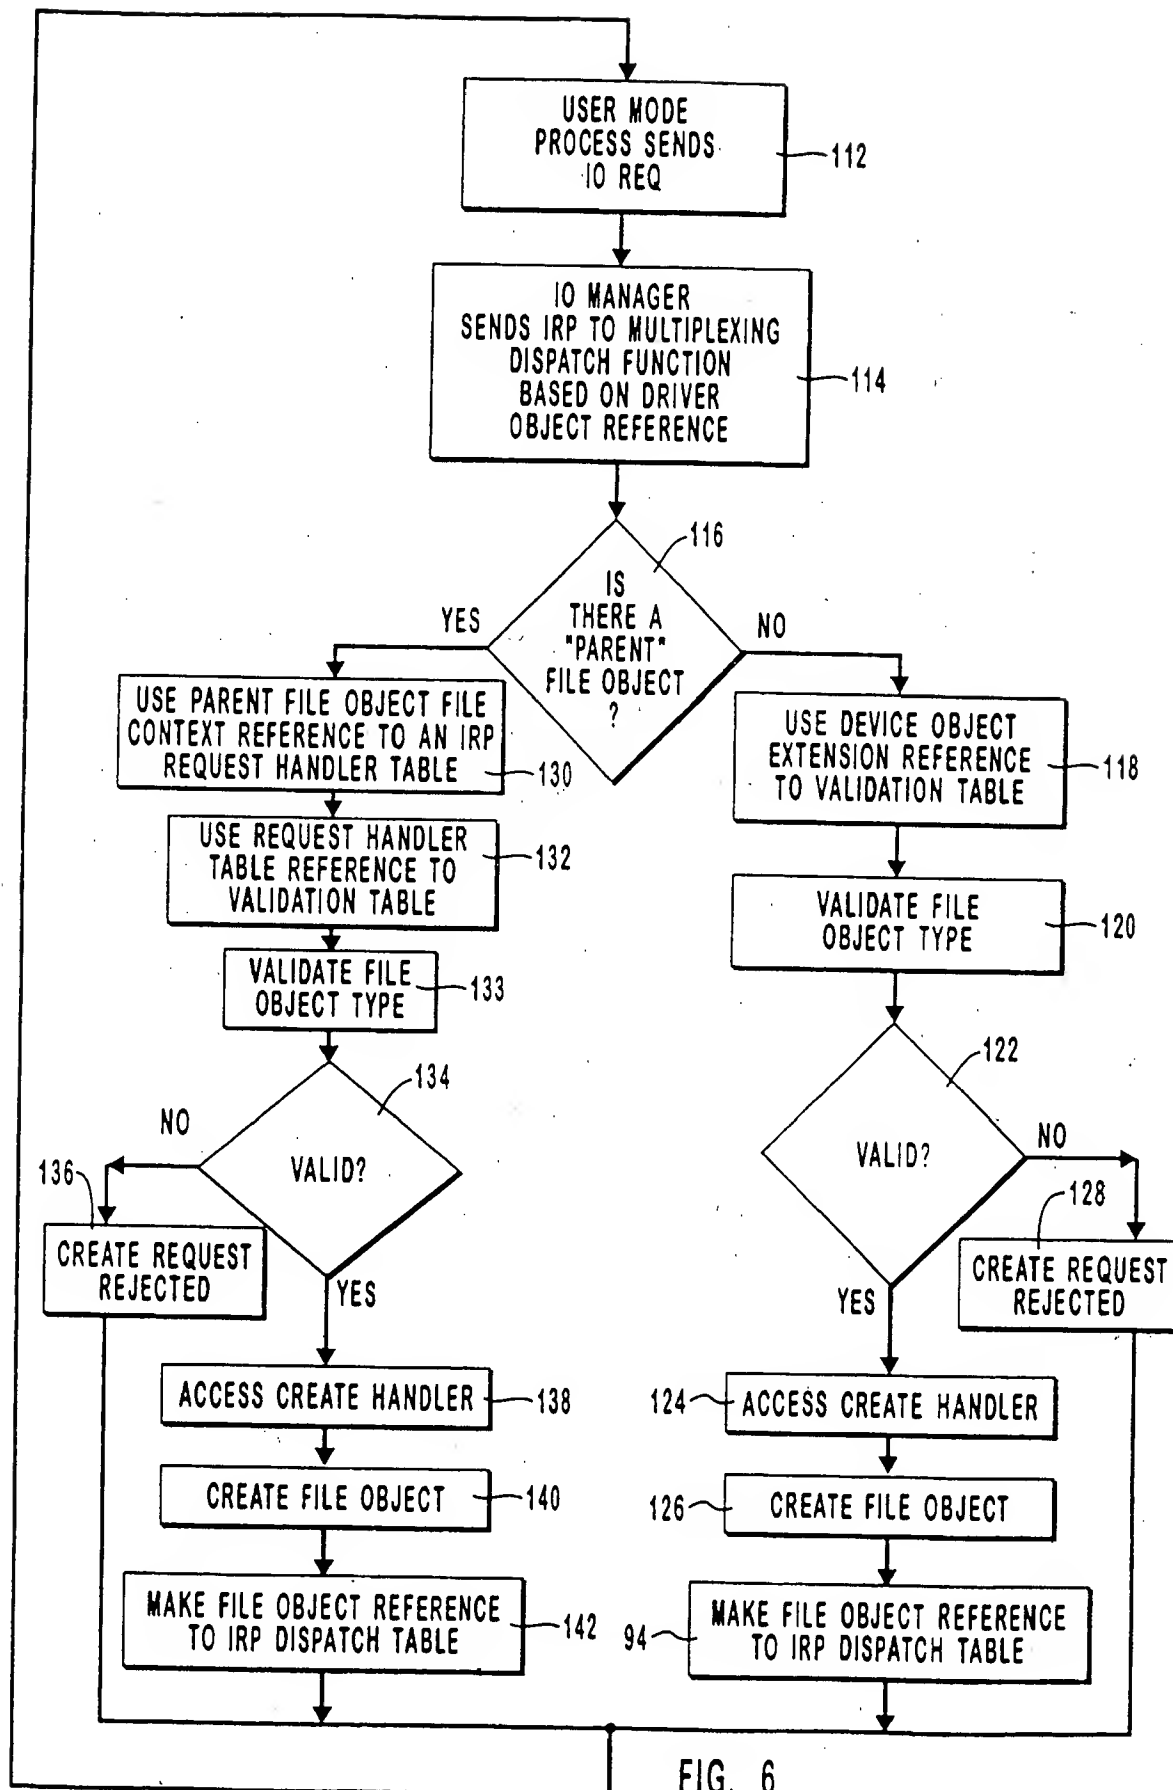 USER MODE
PROCESS SENDS
IO REQ
112
IO MANAGER
SENDS IRP TO MULTIPLEXING
DISPATCH FUNCTION
BASED ON DRIVER
OBJECT REFERENCE
114
116
IS
THERE A
"PARENT"
FILE OBJECT
?
YES
NO
USE PARENT FILE OBJECT FILE
CONTEXT REFERENCE TO AN IRP
REQUEST HANDLER TABLE
130
USE REQUEST HANDLER
TABLE REFERENCE TO
VALIDATION TABLE
132
VALIDATE FILE
OBJECT TYPE
133
134
NO
VALID?
136
CREATE REQUEST
REJECTED
YES
ACCESS CREATE HANDLER
138
CREATE FILE OBJECT
140
MAKE FILE OBJECT REFERENCE
TO IRP DISPATCH TABLE
142
USE DEVICE OBJECT
EXTENSION REFERENCE
TO VALIDATION TABLE
118
VALIDATE FILE
OBJECT TYPE
120
122
VALID?
NO
128
CREATE REQUEST
REJECTED
YES
124
ACCESS CREATE HANDLER
126
CREATE FILE OBJECT
94
MAKE FILE OBJECT REFERENCE
TO IRP DISPATCH TABLE
FIG. 6